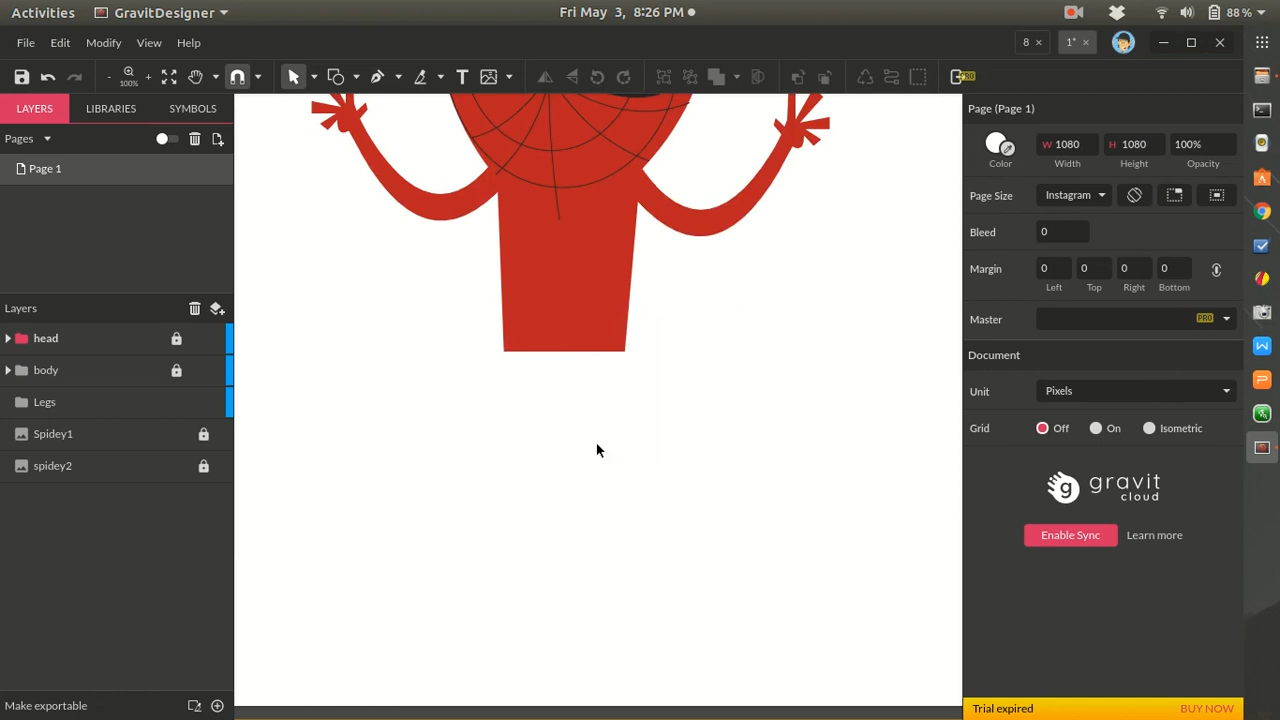 Activities GravitDesigner Fri May 3, 8:26 PM 88 %
File Edit Modify View Help 8 × 1* ×
- 100% + PRO
LAYERS LIBRARIES SYMBOLS Page (Page 1)
Pages
W 1080 H 1080 100%
Color Width Height Opacity
Page 1
Page Size Instagram
Bleed 0
Margin 0 0 0 0
Left Top Right Bottom
Layers
Master PRO
head
Document
body
Unit Pixels
Legs
Grid Off On Isometric
Spidey1
spidey2
g gravit
cloud
Enable Sync Learn more
Make exportable
Trial expired BUY NOW